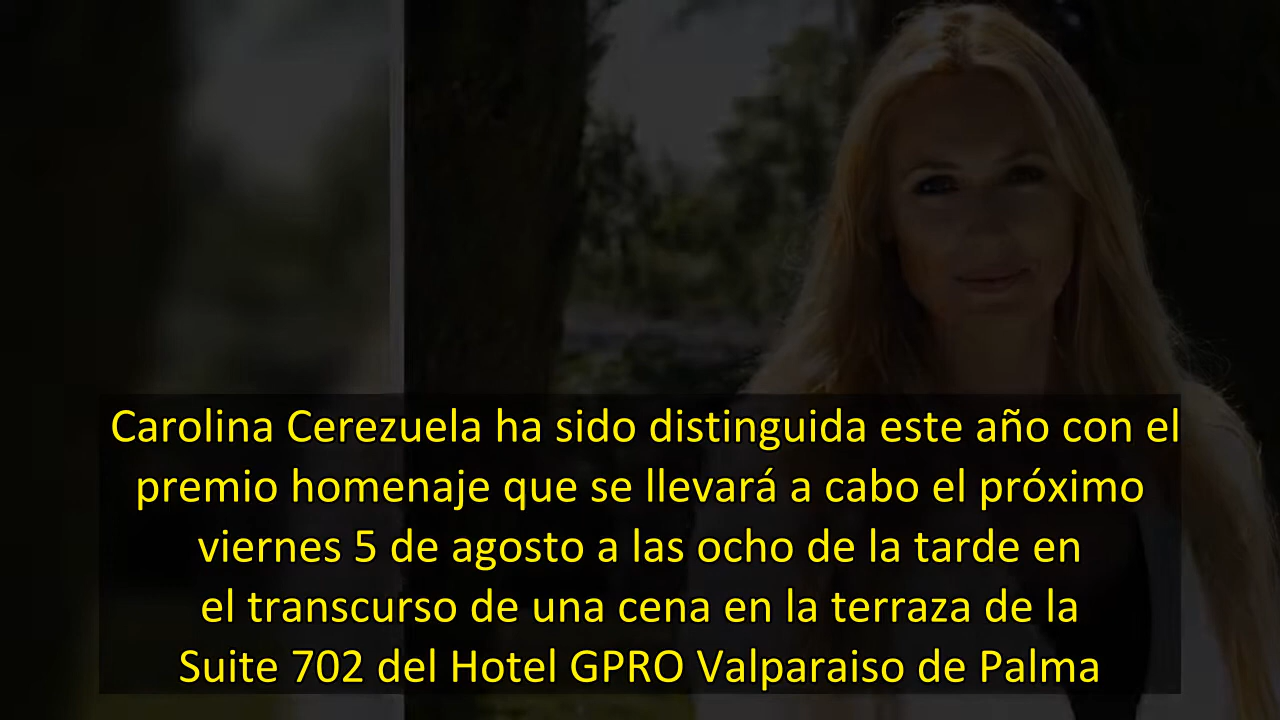 Carolina Cerezuela ha sido distinguida este año con el
premio homenaje que se llevará a cabo el próximo
viernes 5 de agosto a las ocho de la tarde en
el transcurso de una cena en la terraza de la
Suite 702 del Hotel GPRO Valparaiso de Palma